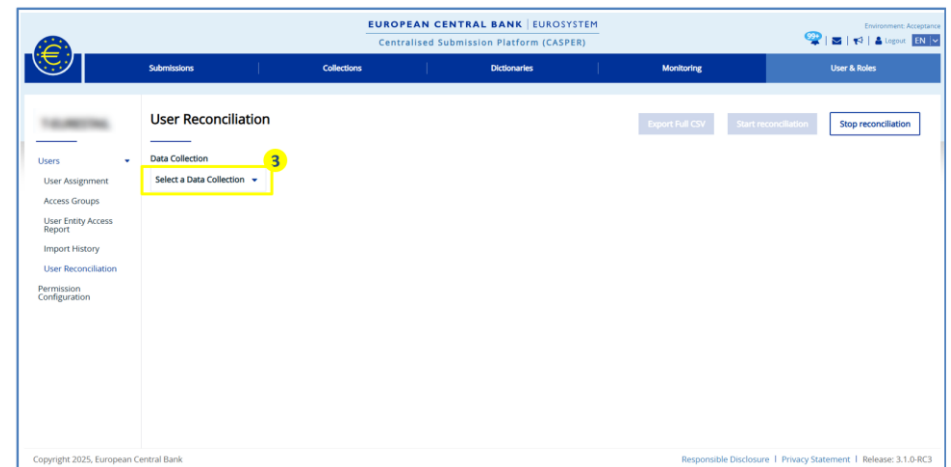 EUROPEAN CENTRAL BANK | EUROSYSTEM
Centralised Submission Platform (CASPER)
Environment: Acceptance
99+
Logout
EN
Submissions
Collections
Dictionaries
Monitoring
User & Roles
User Reconciliation
Export Full CSV
Start reconciliation
Stop reconciliation
Users
User Assignment
Access Groups
User Entity Access
Report
Import History
User Reconciliation
Permission
Configuration
Data Collection
3
Select a Data Collection
Copyright 2025, European Central Bank
Responsible Disclosure | Privacy Statement | Release: 3.1.0-RC3